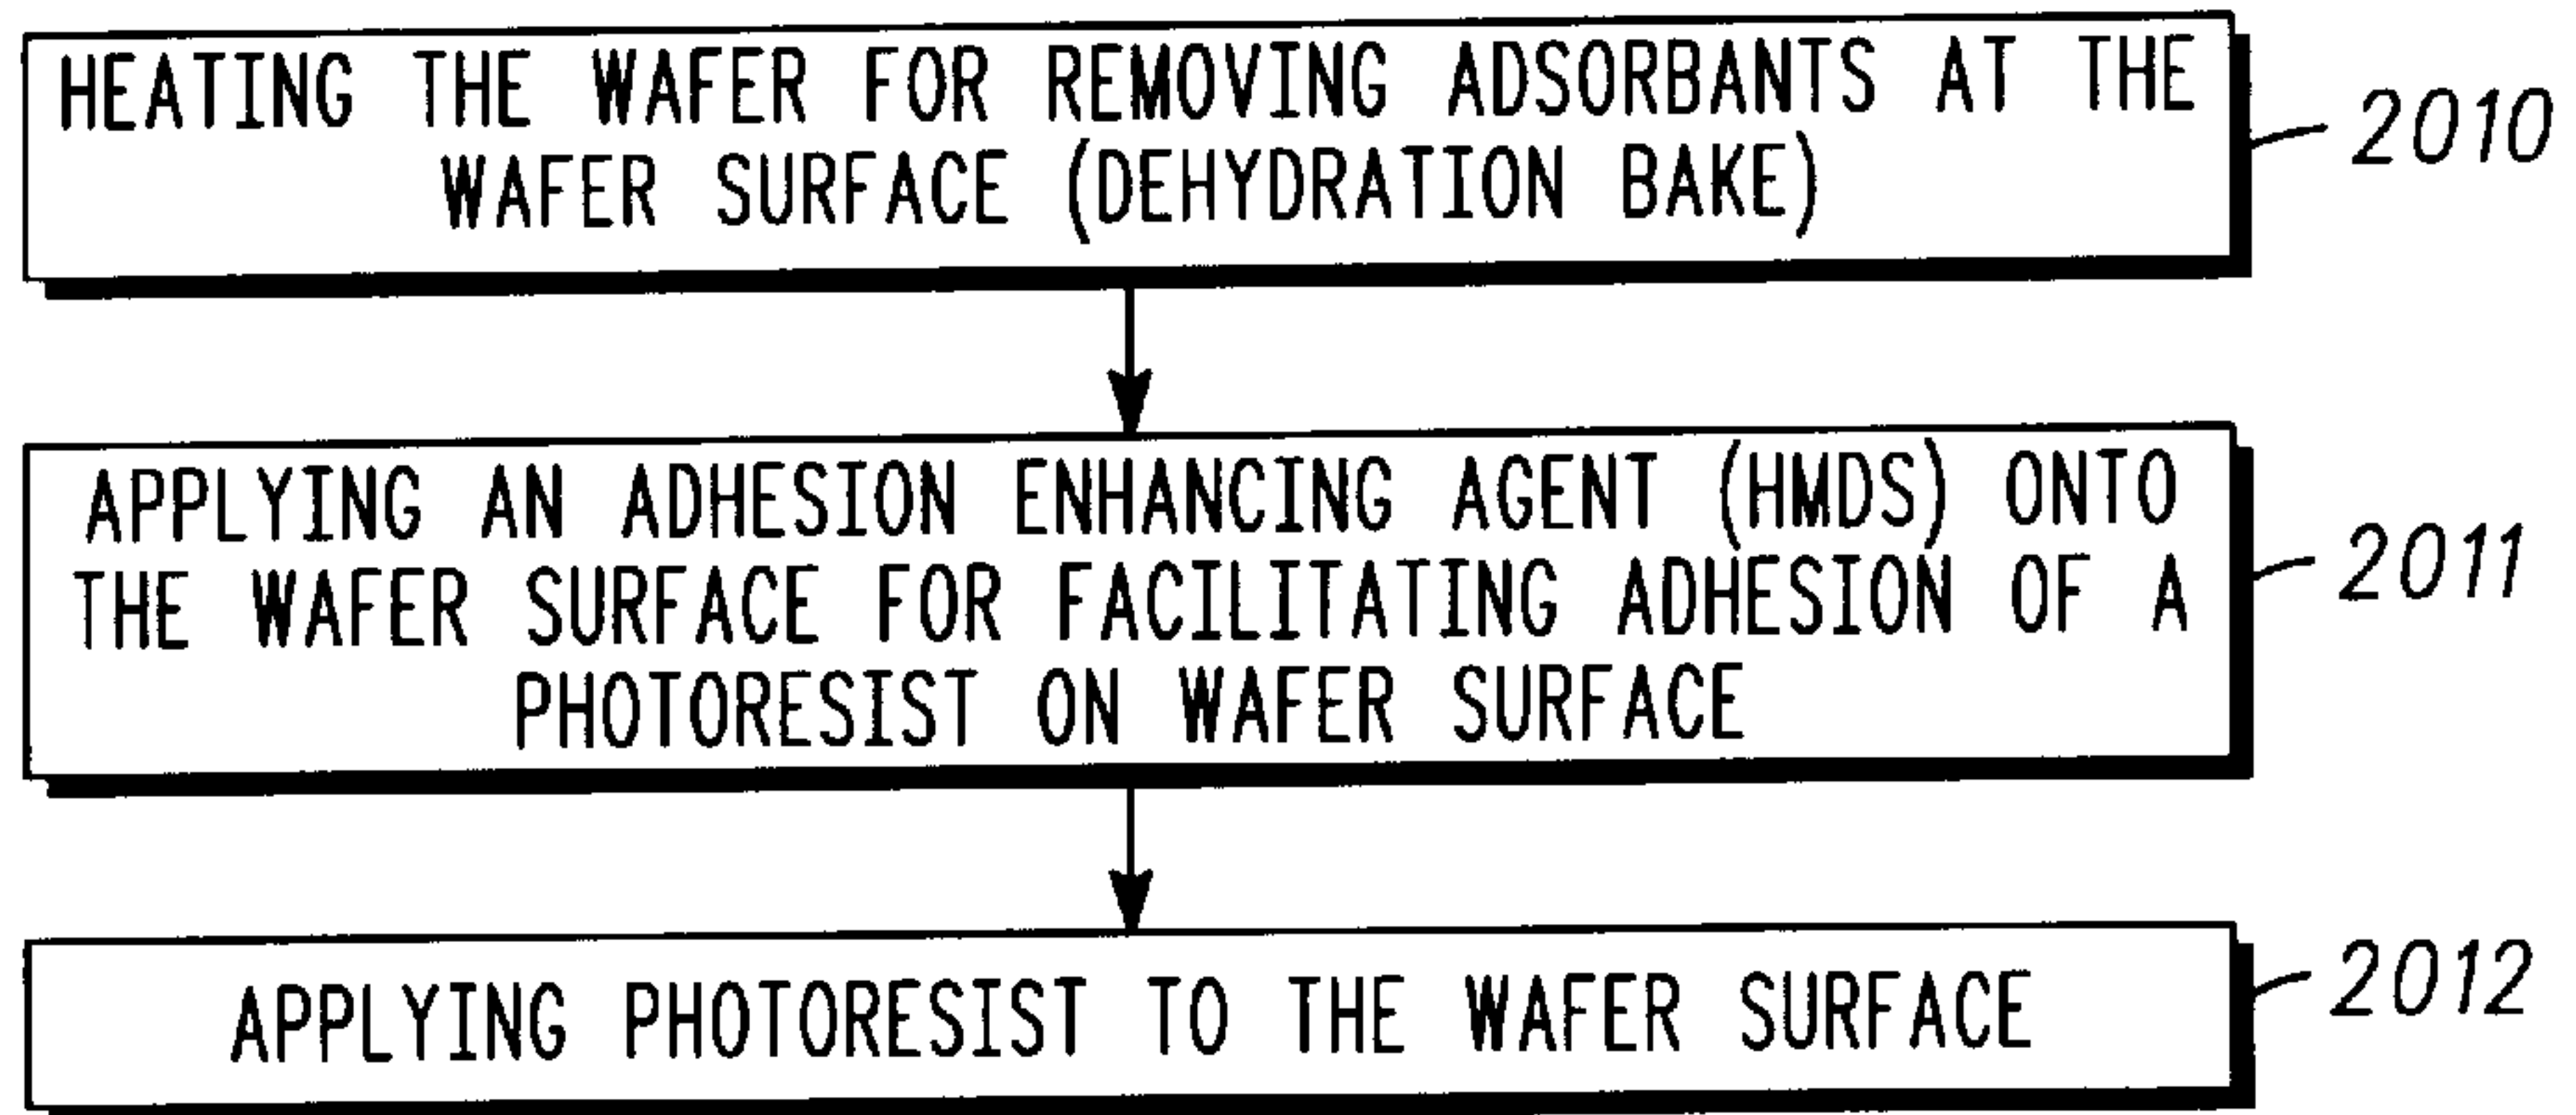 HEATING THE WAFER FOR REMOVING ADSORBANTS AT THE
WAFER SURFACE (DEHYDRATION BAKE)
2010
APPLYING AN ADHESION ENHANCING AGENT (HMDS) ONTO
THE WAFER SURFACE FOR FACILITATING ADHESION OF A
PHOTORESIST ON WAFER SURFACE
2011
APPLYING PHOTORESIST TO THE WAFER SURFACE
2012